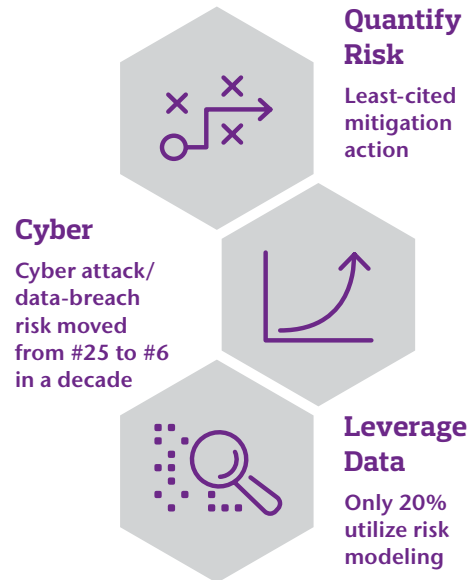 Quantify
Risk
Least-cited
mitigation
action
Cyber
Cyber attack/
data-breach
risk moved
from #25 to #6
in a decade
Leverage
Data
Only 20%
utilize risk
modeling